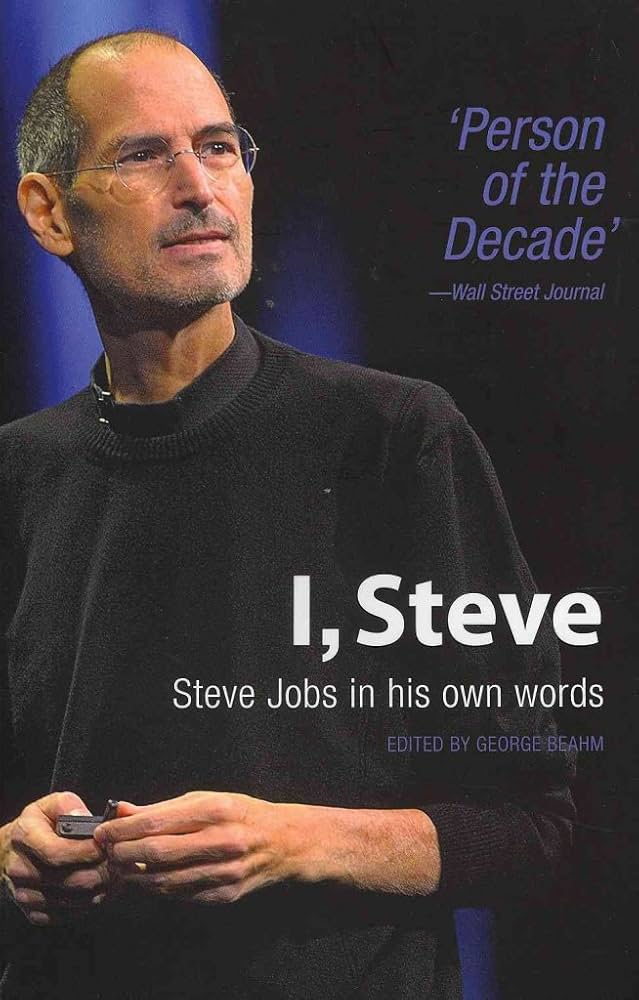 ‘Person
of the
Decade’
—Wall Street Journal
I, Steve
Steve Jobs in his own words
EDITED BY GEORGE BEAHM